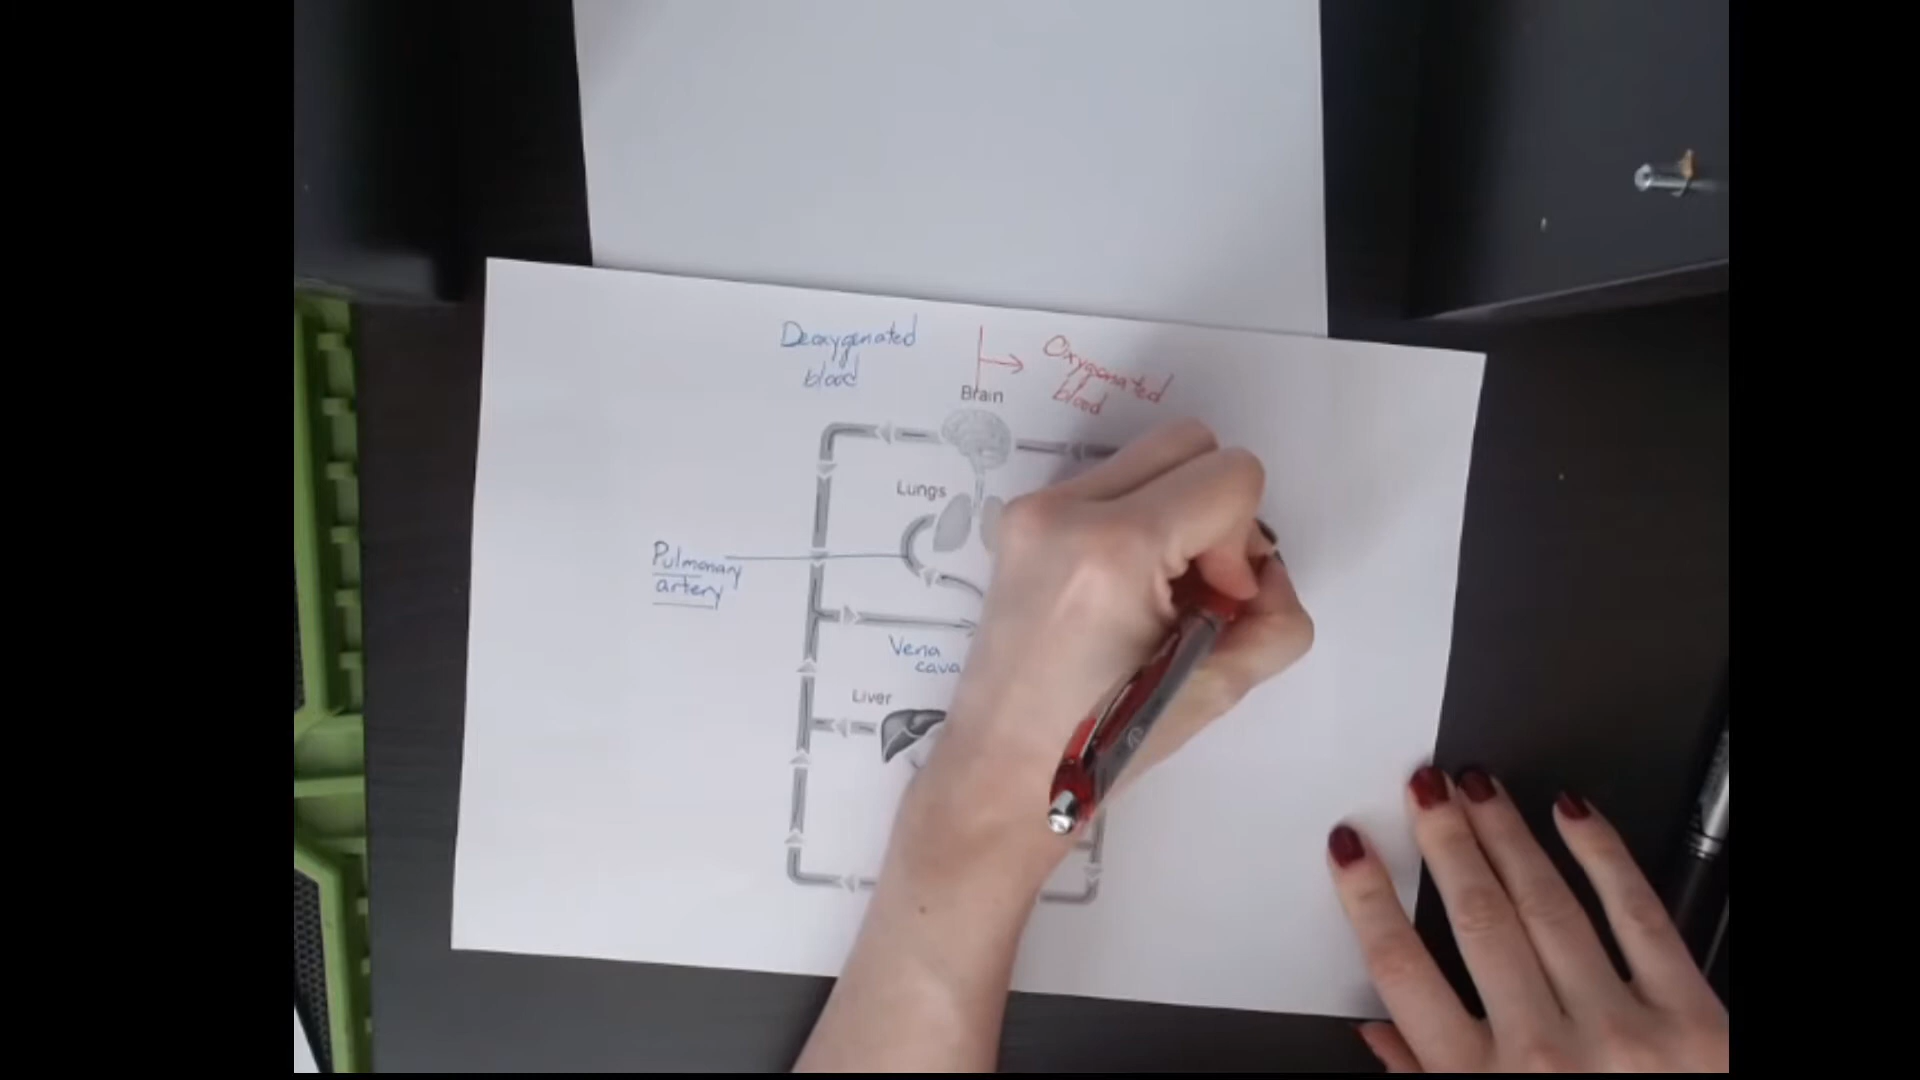 Deoxygenated
blood
Oxygenated
blood
Brain
Lungs
Pulmonary
artery
Vena
cava
Liver